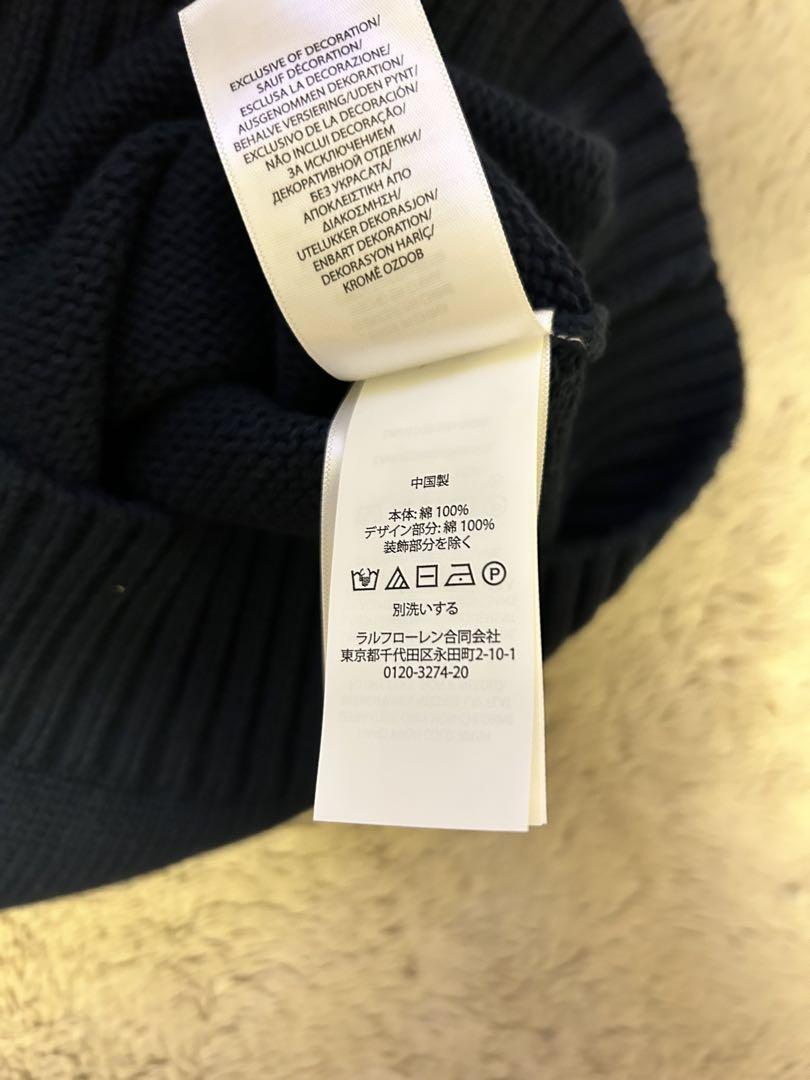 EXCLUSIVE OF DECORATION/
SAUF DÉCORATION/
ESCLUSA LA DECORAZIONE/
AUSGENOMMEN DEKORATION/
BEHALVE VERSIERING/UDEN PYNT/
EXCLUSIVO DE LA DECORACIÓN/
NÃO INCLUI DECORAÇÃO/
ЗА ИСКЛЮЧЕНИЕМ
ДЕКОРАТИВНОЙ ОТДЕЛКИ/
БЕЗ УКРАСАТА/
ΑΠΟΚΛΕΙΣΤΙΚΗ ΑΠΟ
ΔΙΑΚΟΣΜΗΣΗ/
UTELUKKER DEKORASJON/
ENBART DEKORATION/
DEKORASYON HARIÇ/
KROMĚ OZDOB
中国製
本体: 綿 100%
デザイン部分: 綿 100%
装飾部分を除く
P
別洗いする
ラルフローレン合同会社
東京都千代田区永田町2-10-1
0120-3274-20